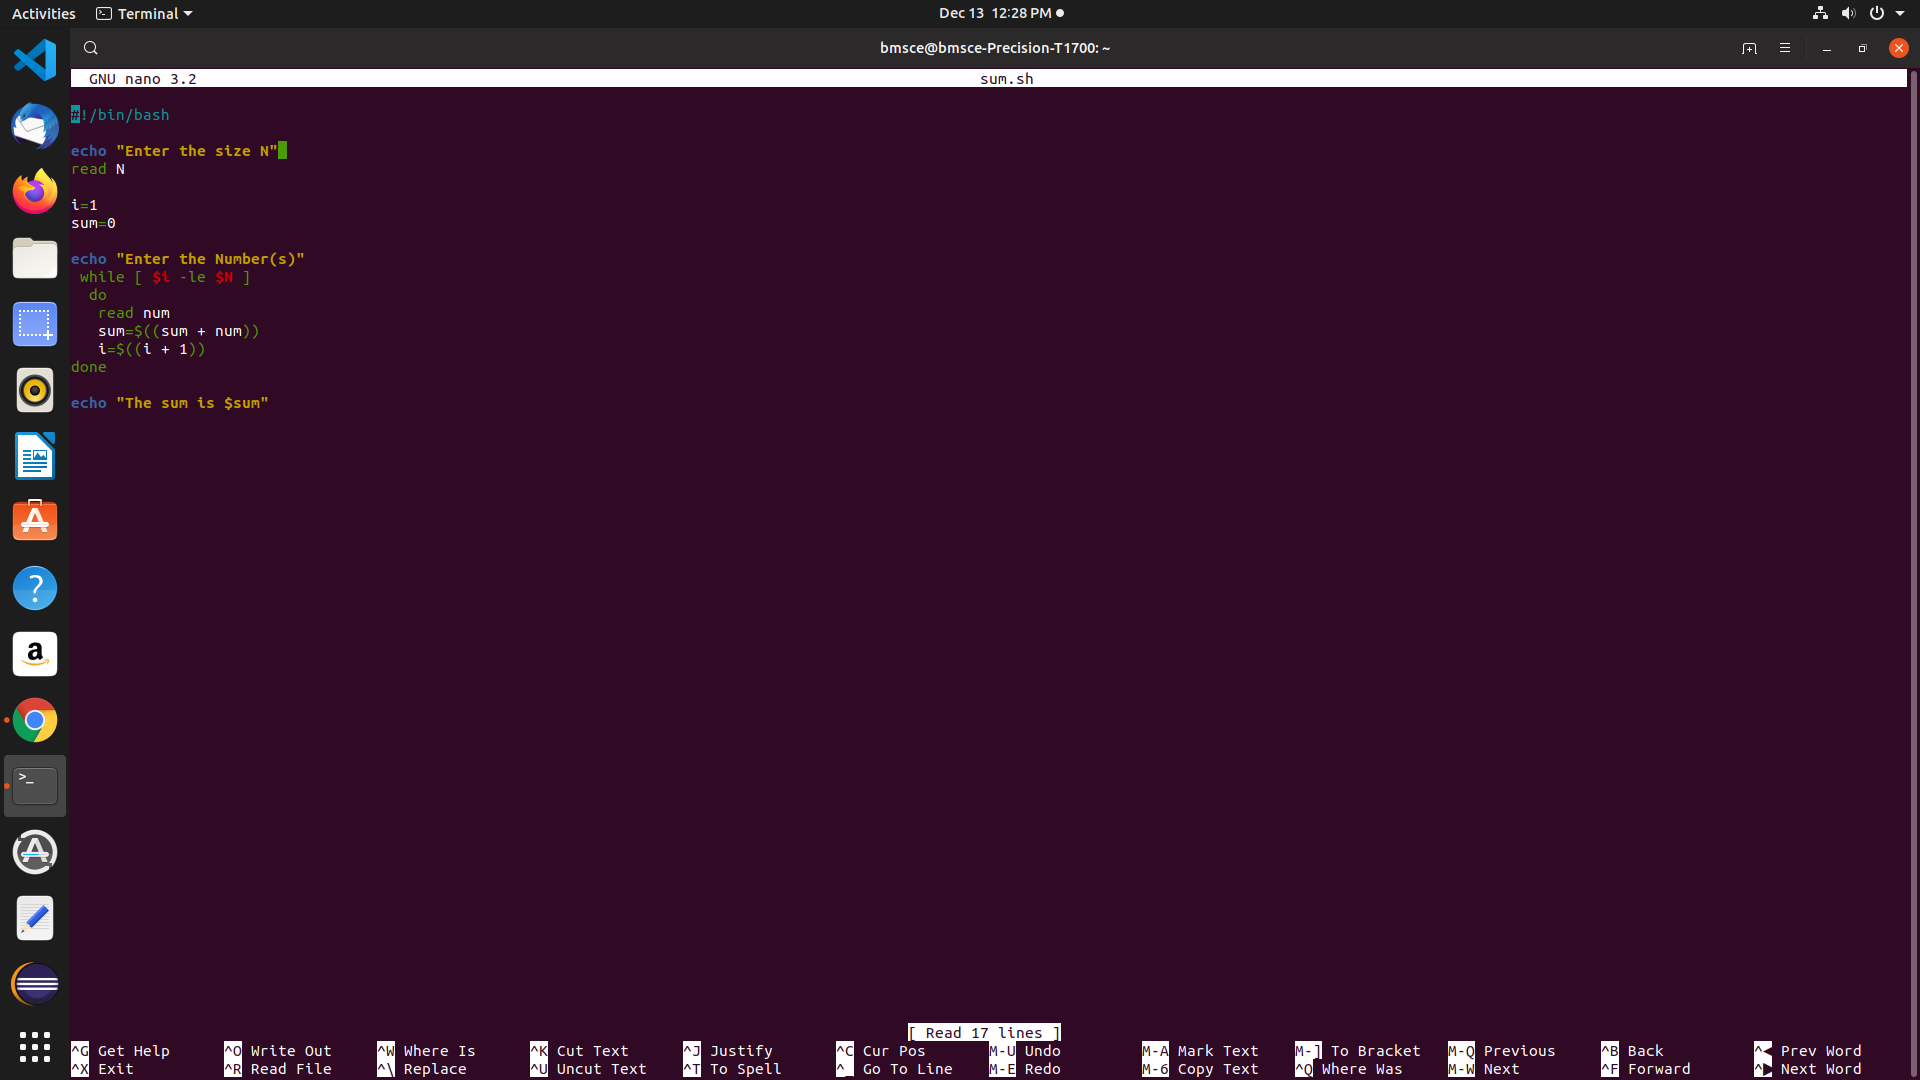 Activities Terminal Dec 13 12:28 PM
bmsce@bmsce-Precision-T1700: ~
GNU nano 3.2 sum.sh
#!/bin/bash
echo "Enter the size N"
read N
i=1
sum=0
echo "Enter the Number(s)"
while [ $i -le $N ]
do
read num
sum=$((sum + num))
i=$((i + 1))
done
echo "The sum is $sum"
[ Read 17 lines ]
^G Get Help ^O Write Out ^W Where Is ^K Cut Text ^J Justify ^C Cur Pos M-U Undo M-A Mark Text M-] To Bracket M-Q Previous ^B Back ^◀ Prev Word
^X Exit ^R Read File ^\ Replace ^U Uncut Text ^T To Spell ^_ Go To Line M-E Redo M-6 Copy Text ^Q Where Was M-W Next ^F Forward ^▶ Next Word